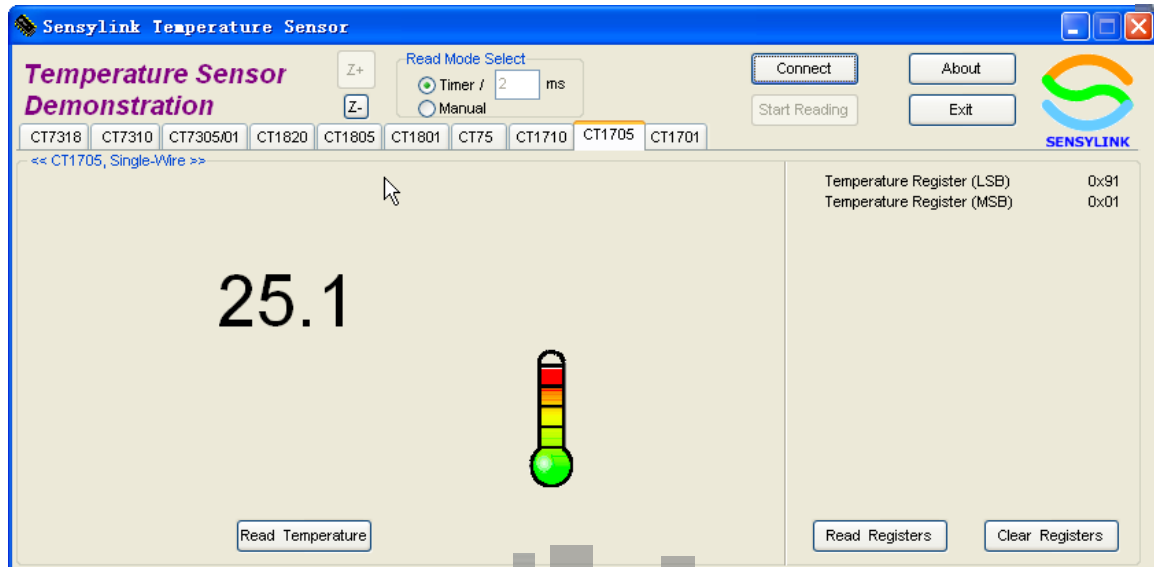 Sensylink Temperature Sensor
Temperature Sensor
Demonstration
Z+
Z-
Read Mode Select
Timer / 2 ms
Manual
Connect
About
Start Reading
Exit
SENSYLINK
CT7318 CT7310 CT7305/01 CT1820 CT1805 CT1801 CT75 CT1710 CT1705 CT1701
<< CT1705, Single-Wire >>
Temperature Register (LSB) 0x91
Temperature Register (MSB) 0x01
25.1
Read Temperature
Read Registers
Clear Registers